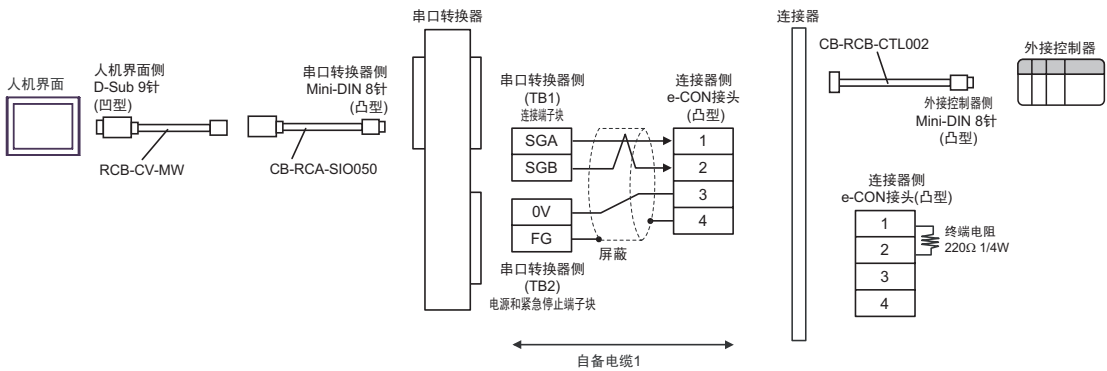 串口转换器
连接器
人机界面
人机界面侧
D-Sub 9针
(凹型)
RCB-CV-MW
串口转换器侧
Mini-DIN 8针
(凸型)
CB-RCA-SIO050
串口转换器侧
(TB1)
连接端子块
SGA
SGB
0V
FG
串口转换器侧
(TB2)
电源和紧急停止端子块
屏蔽
连接器侧
e-CON接头
(凸型)
1
2
3
4
自备电缆1
CB-RCB-CTL002
外接控制器
外接控制器侧
Mini-DIN 8针
(凸型)
连接器侧
e-CON接头(凸型)
1
2
3
4
终端电阻
220Ω 1/4W